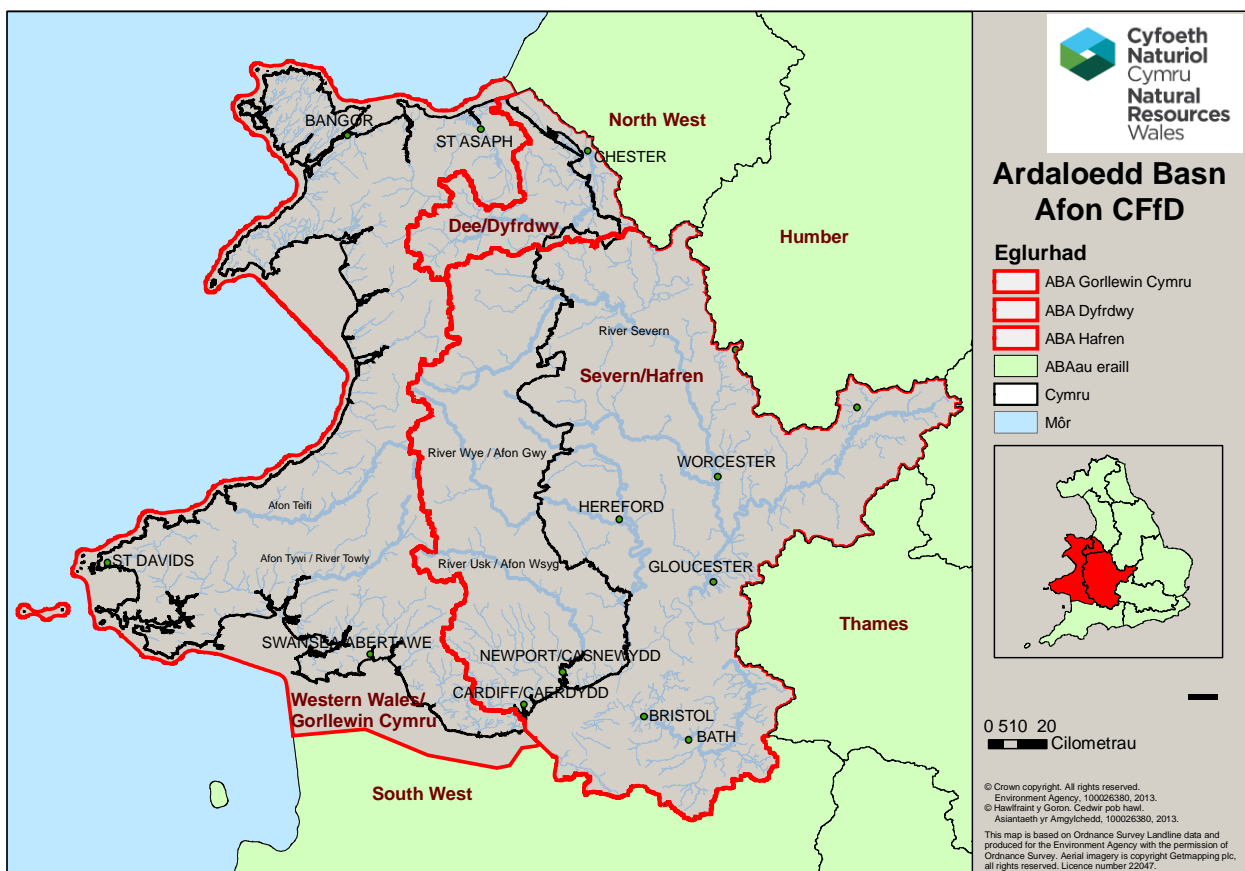 Cyfoeth
Naturiol
Cymru
Natural
Resources
Wales
Ardaloedd Basn
Afon CFfD
Eglurhad
ABA Gorllewin Cymru
ABA Dyfrdwy
ABA Hafren
ABAau eraill
Cymru
Môr
North West
BANGOR
ST ASAPH
CHESTER
Dee/Dyfrdwy
Humber
River Severn
Severn/Hafren
River Wye / Afon Gwy
WORCESTER
HEREFORD
Afon Teifi
Afon Tywi / River Towly
River Usk / Afon Wsyg
ST DAVIDS
GLOUCESTER
Thames
SWANSEA ABERTAWE
NEWPORT/CASNEWYDD
CARDIFF/CAERDYDD
Western Wales/
Gorllewin Cymru
BRISTOL
BATH
South West
0 510 20
Cilometrau
© Crown copyright. All rights reserved.
Environment Agency, 100026380, 2013.
© Hawlfraint y Goron. Cedwir pob hawl.
Asiantaeth yr Amgylchedd, 100026380, 2013.
This map is based on Ordnance Survey Landline data and
produced for the Environment Agency with the permission of
Ordnance Survey. Aerial imagery is copyright Getmapping plc,
all rights reserved. Licence number 22047.